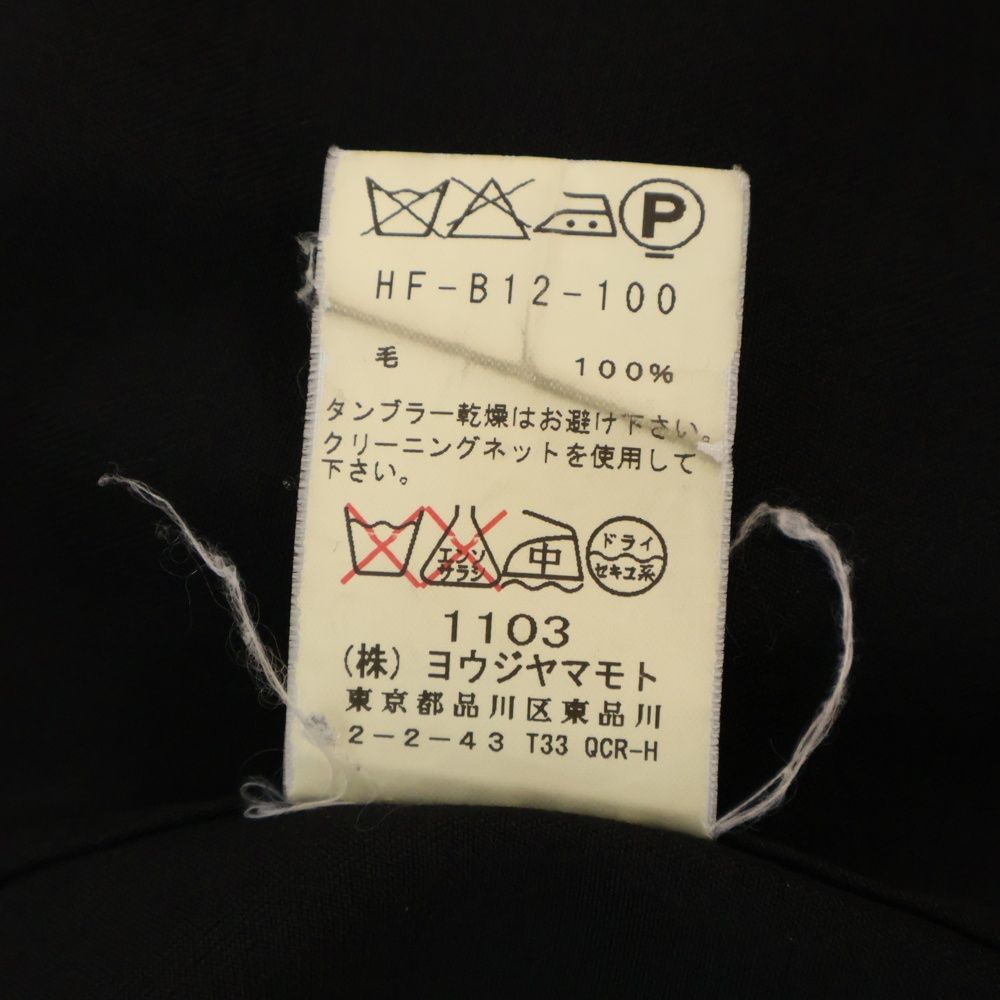 P
HF-B12-100
毛 100%
タンブラー乾燥はお避け下さい。
クリーニングネットを使用して
下さい。
エンソ
サラシ
中
ドライ
セキユ系
1103
(株) ヨウジヤマモト
東京都品川区東品川
2-2-43 T33 QCR-H